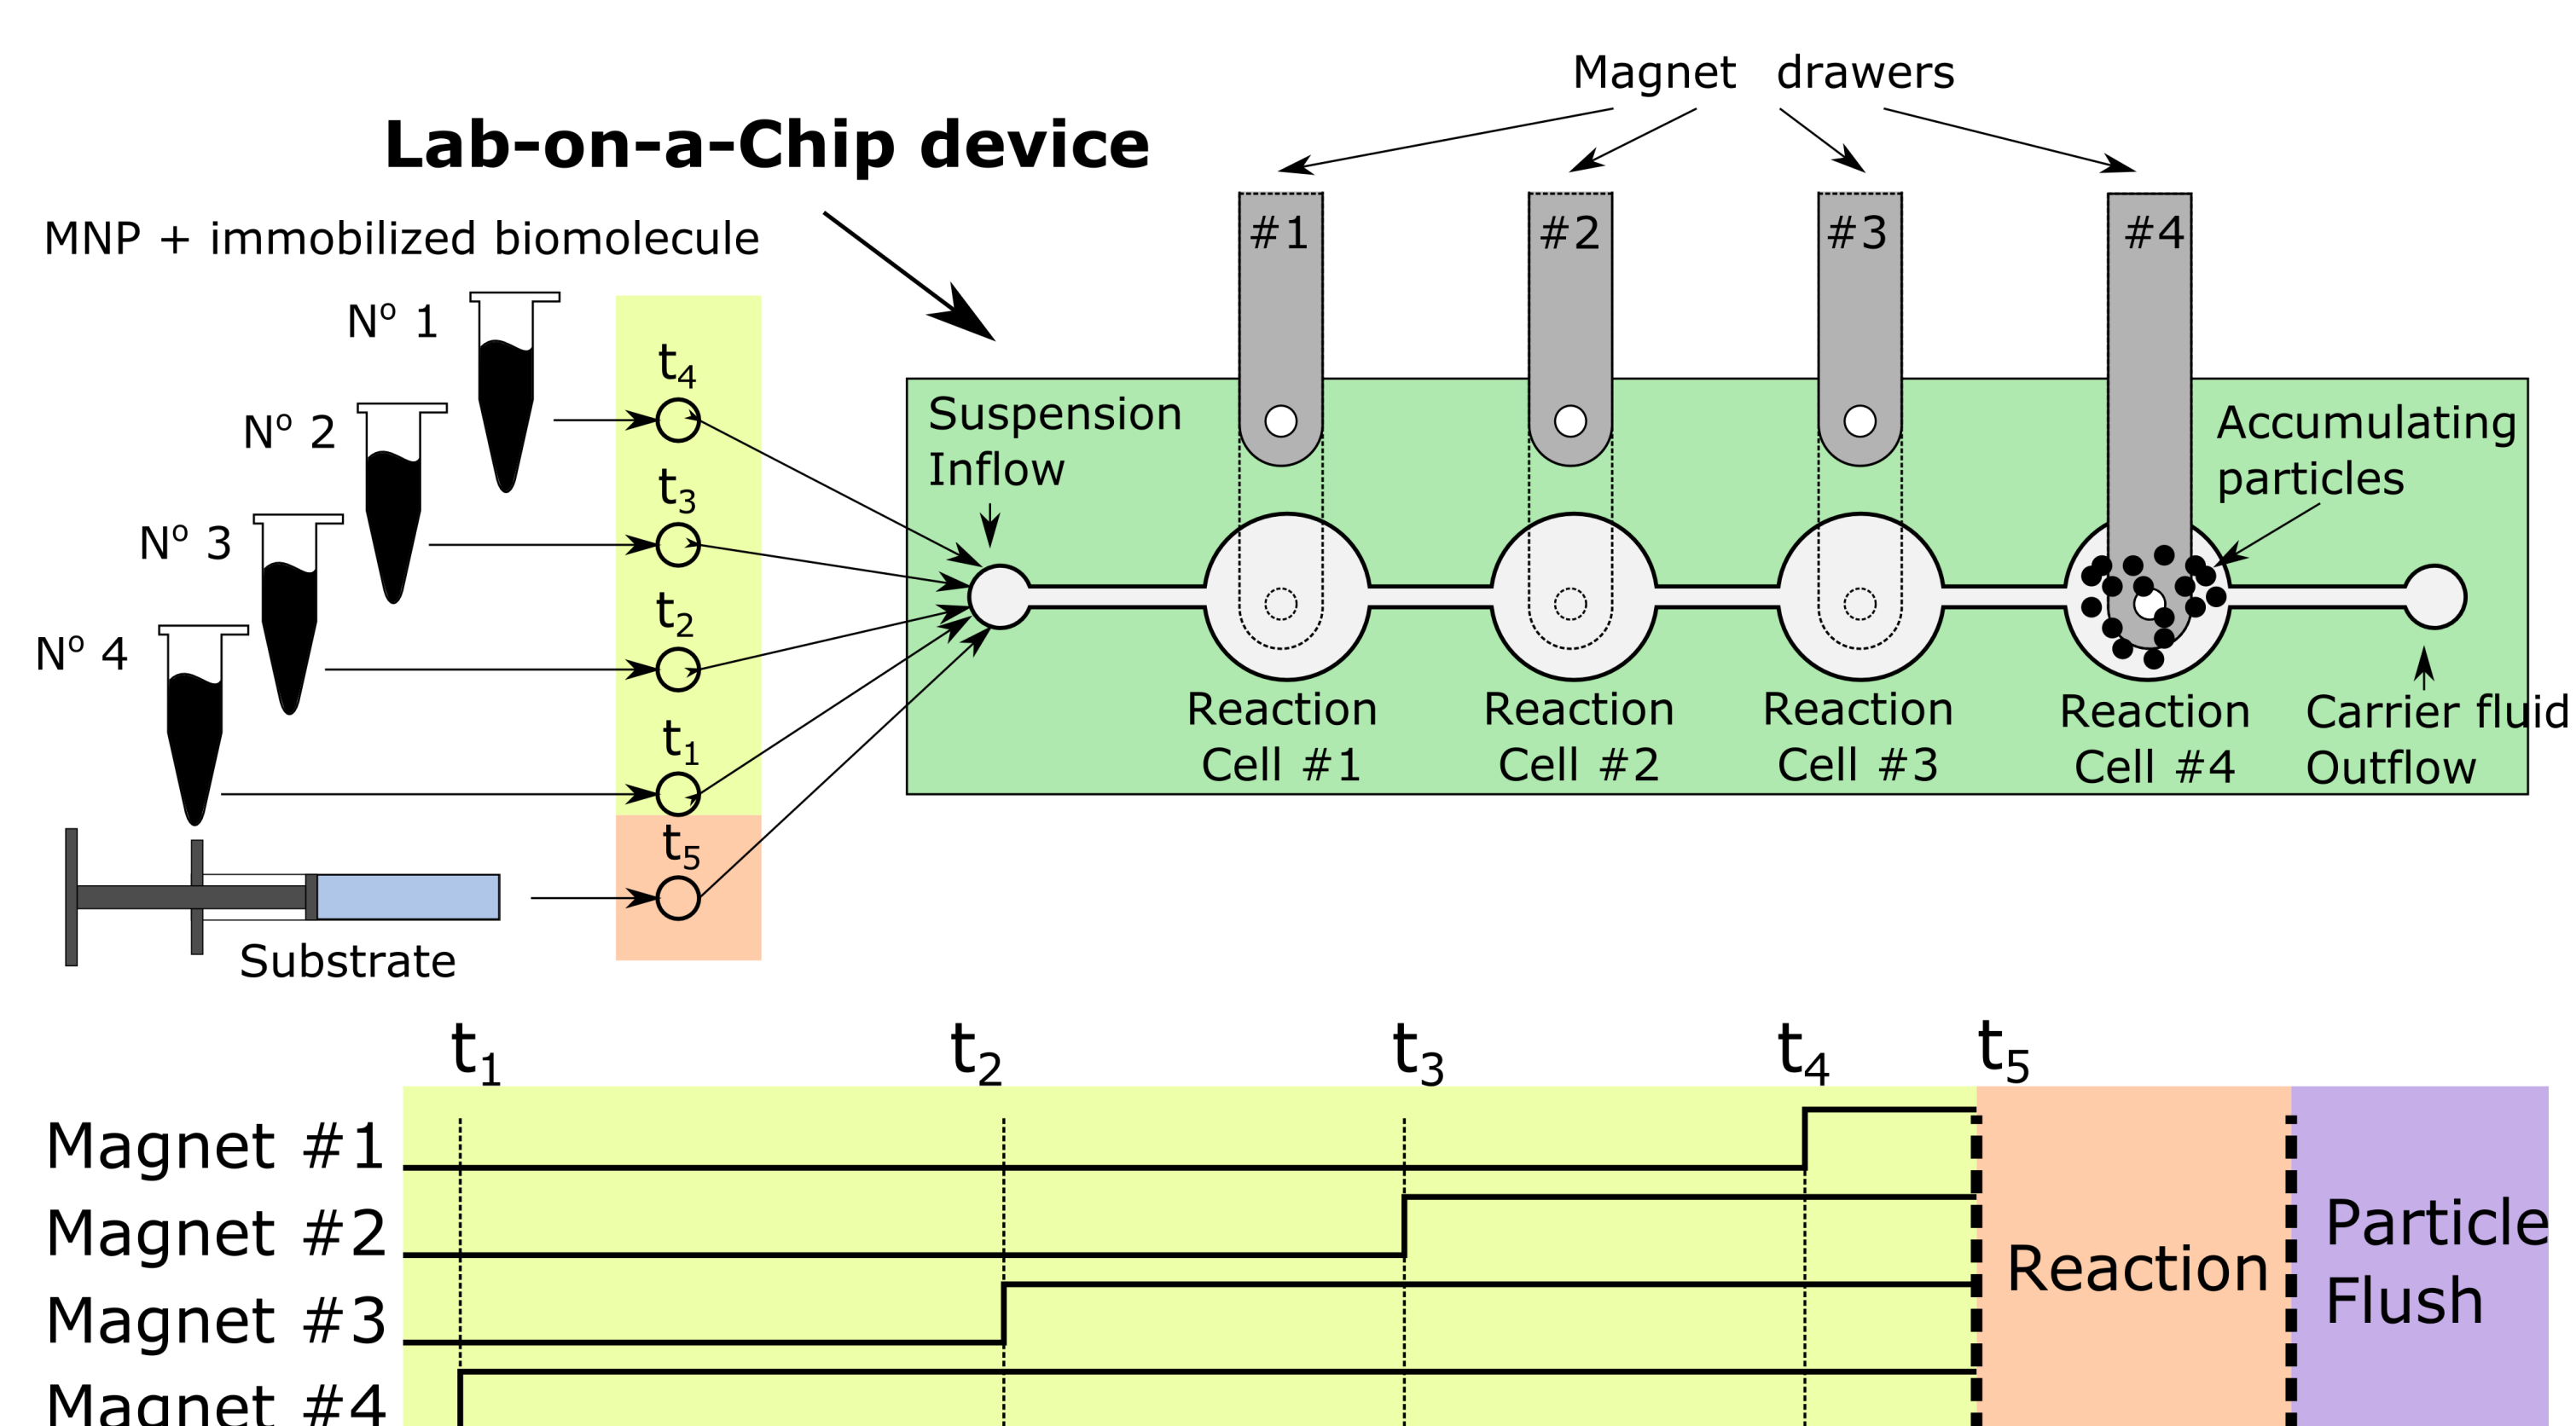 Magnet drawers
Lab-on-a-Chip device
MNP + immobilized biomolecule
Nº 1
Nº 2
Nº 3
Nº 4
t4
t3
t2
t1
t5
Substrate
#1
#2
#3
#4
Suspension
Inflow
Accumulating
particles
Reaction
Cell #1
Reaction
Cell #2
Reaction
Cell #3
Reaction
Cell #4
Carrier fluid
Outflow
t1
t2
t3
t4
t5
Magnet #1
Magnet #2
Magnet #3
Magnet #4
Reaction
Particle
Flush